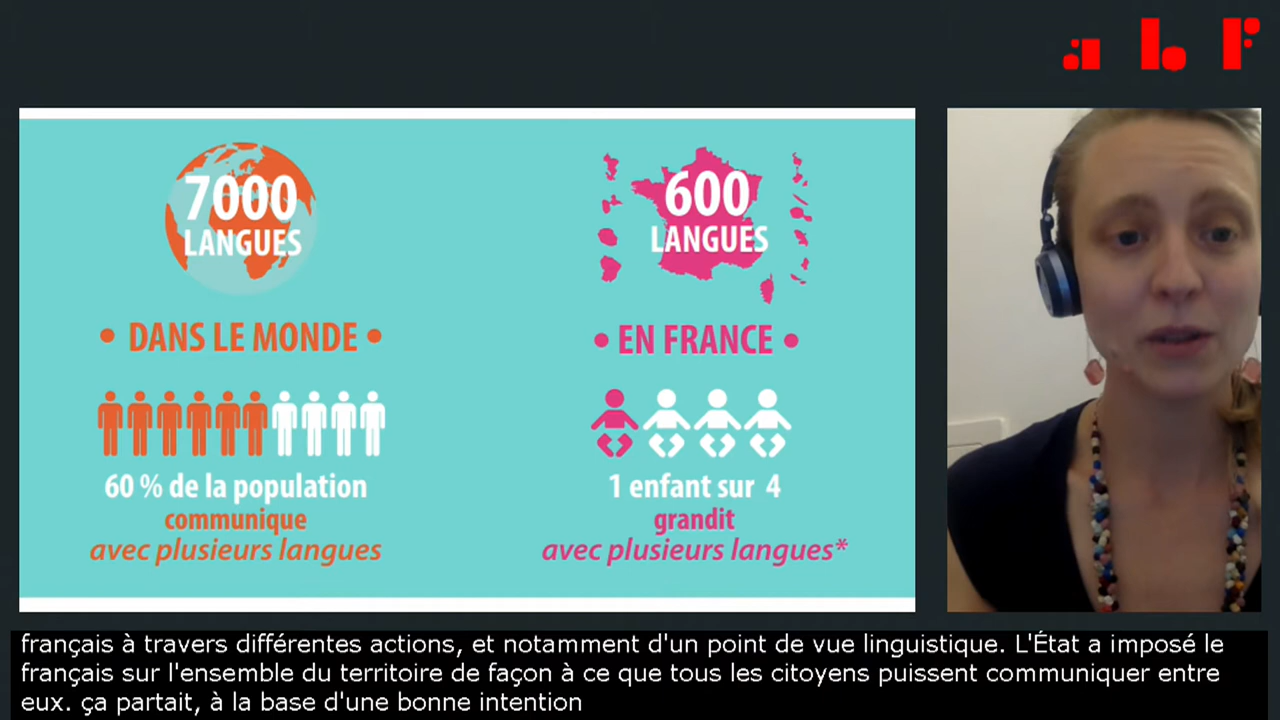 abf
7000
LANGUES
• DANS LE MONDE •
60 % de la population
communique
avec plusieurs langues
600
LANGUES
• EN FRANCE •
1 enfant sur 4
grandit
avec plusieurs langues*
français à travers différentes actions, et notamment d'un point de vue linguistique. L'État a imposé le
français sur l'ensemble du territoire de façon à ce que tous les citoyens puissent communiquer entre
eux. ça partait, à la base d'une bonne intention